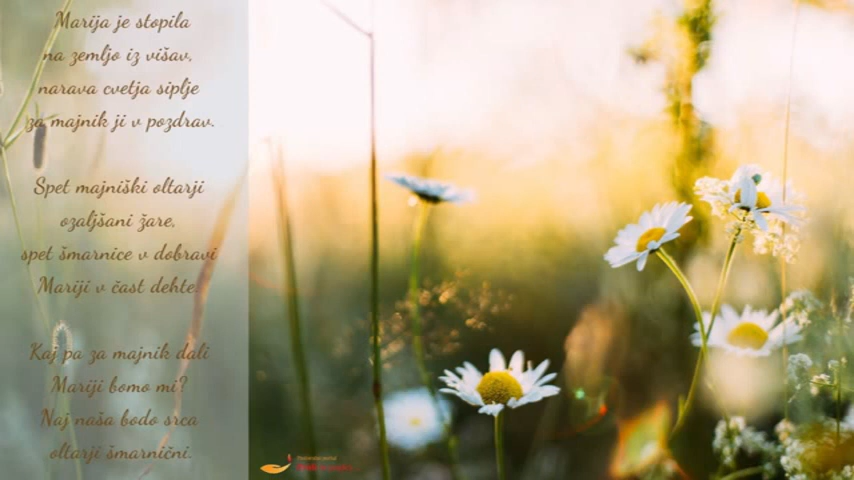 Marija je stopila
na zemljo iz višav,
narava cvetja siplje
za majnik ji v pozdrav.
Spet majniški oltarji
ozaljšani žare,
spet šmarnice v dobravi
Mariji v čast dehte.
Kaj pa za majnik dali
Mariji bomo mi?
Naj naša bodo srca
oltarji šmarnični.